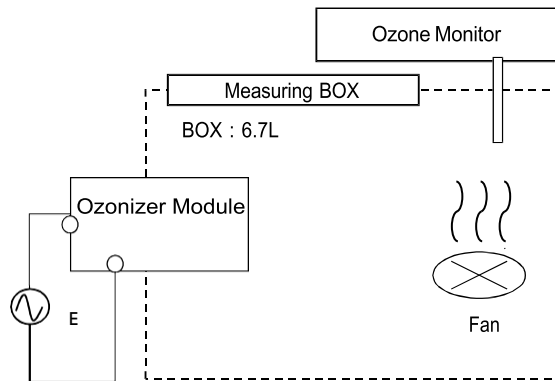 Ozone Monitor
Measuring BOX
BOX : 6.7L
Ozonizer Module
E
Fan